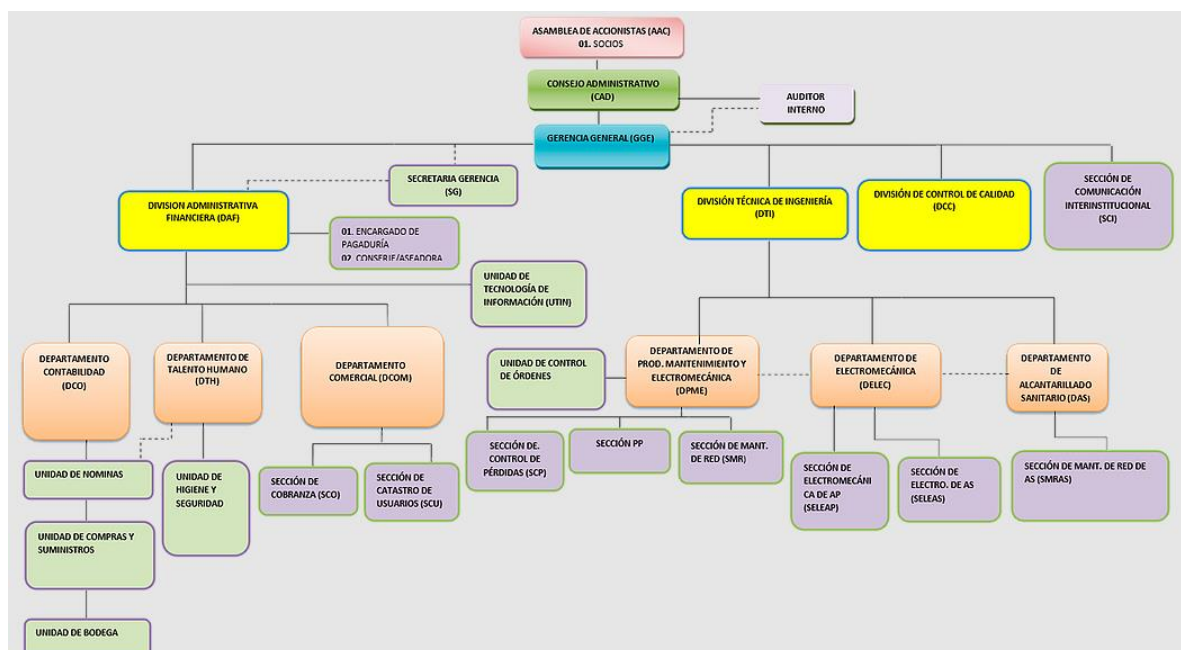 ASAMBLEA DE ACCIONISTAS (AAC)
01. SOCIOS
CONSEJO ADMINISTRATIVO
(CAD)
AUDITOR
INTERNO
GERENCIA GENERAL (GGE)
SECRETARIA GERENCIA
(SG)
SECCIÓN DE
COMUNICACIÓN
INTERINSTITUCIONAL
(SCI)
DIVISION ADMINISTRATIVA
FINANCIERA (DAF)
DIVISIÓN TÉCNICA DE INGENIERÍA
(DTI)
DIVISIÓN DE CONTROL DE CALIDAD
(DCC)
01. ENCARGADO DE
PAGADURÍA
02. CONSERJE/ASEADORA
UNIDAD DE
TECNOLOGÍA DE
INFORMACIÓN (UTIN)
DEPARTAMENTO
CONTABILIDAD
(DCO)
DEPARTAMENTO DE
TALENTO HUMANO
(DTH)
DEPARTAMENTO
COMERCIAL (DCOM)
UNIDAD DE CONTROL
DE ÓRDENES
DEPARTAMENTO DE
PROD. MANTENIMIENTO Y
ELECTROMECÁNICA
(DPME)
DEPARTAMENTO DE
ELECTROMECÁNICA
(DELEC)
DEPARTAMENTO
DE
ALCANTARILLADO
SANITARIO (DAS)
UNIDAD DE NOMINAS
UNIDAD DE
HIGIENE Y
SEGURIDAD
SECCIÓN DE
COBRANZA (SCO)
SECCIÓN DE
CATASTRO DE
USUARIOS (SCU)
SECCIÓN DE.
CONTROL DE
PÉRDIDAS (SCP)
SECCIÓN PP
SECCIÓN DE MANT.
DE RED (SMR)
SECCIÓN DE
ELECTROMECÁNI
CA DE AP
(SELEAP)
SECCIÓN DE
ELECTRO. DE AS
(SELEAS)
SECCIÓN DE MANT. DE RED DE
AS (SMRAS)
UNIDAD DE COMPRAS Y
SUMINISTROS
UNIDAD DE BODEGA